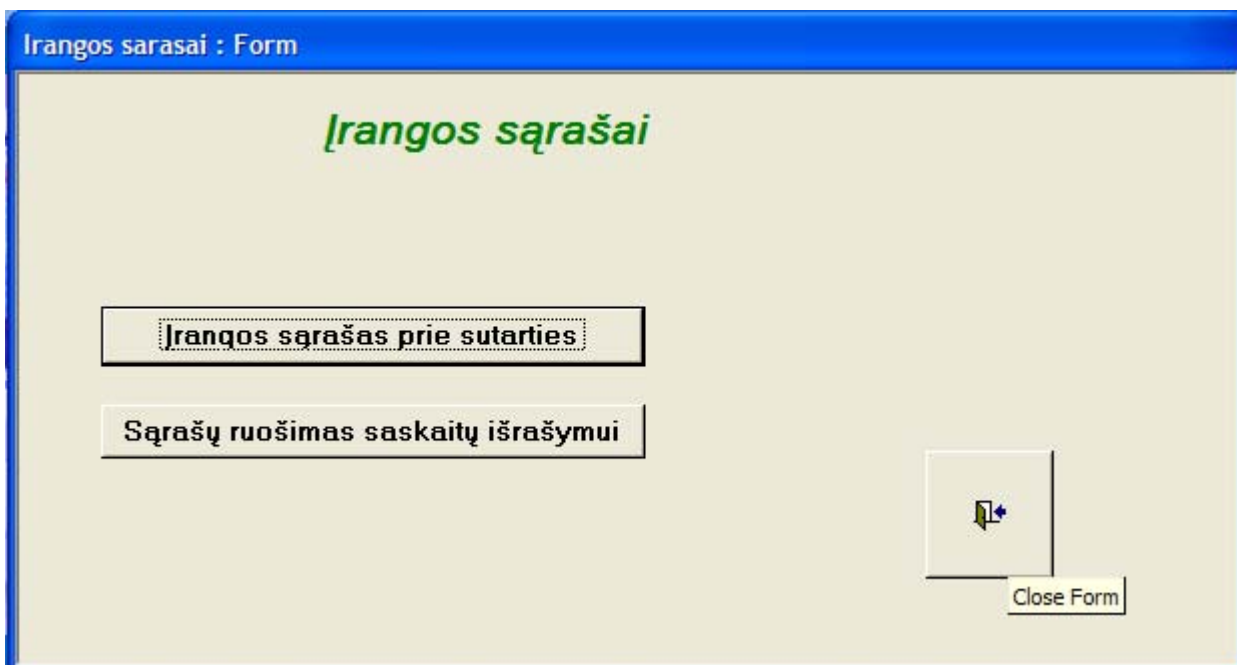 Irangos sarasai : Form
Įrangos sąrašai
Įrangos sąrašas prie sutarties
Sąrašų ruošimas saskaitų išrašymui
Close Form